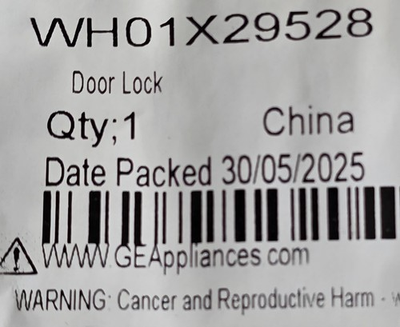 WH01X29528
Door Lock
Qty;1 China
Date Packed 30/05/2025
WWW.GEAppliances.com
WARNING: Cancer and Reproductive Harm -